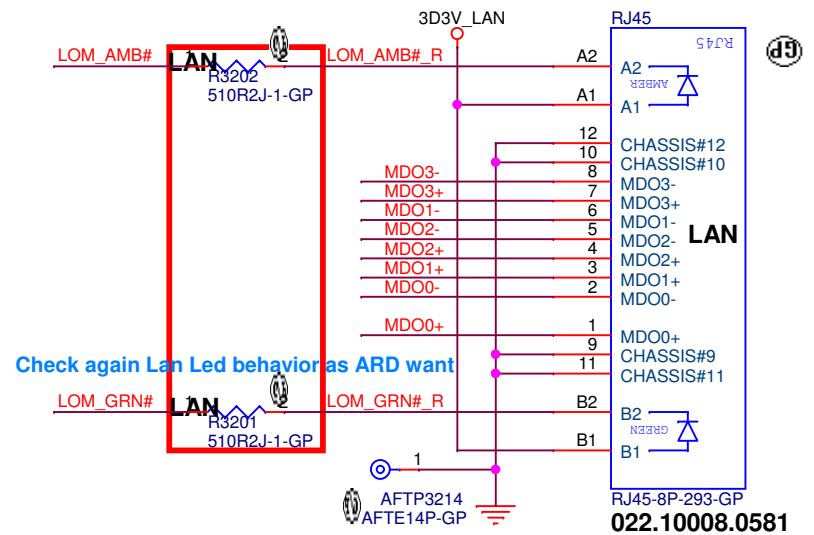 3D3V_LAN
RJ45
LOM_AMB#
LAN
1
2
LOM_AMB#_R
R3202
510R2J-1-GP
A2
A2
RJ45
GP
AMBER
A1
A1
12
CHASSIS#12
10
CHASSIS#10
MDO3-
8
MDO3-
MDO3+
7
MDO3+
MDO1-
6
MDO1-
MDO2-
5
MDO2-
LAN
MDO2+
4
MDO2+
MDO1+
3
MDO1+
MDO0-
2
MDO0-
MDO0+
1
MDO0+
9
CHASSIS#9
11
CHASSIS#11
Check again Lan Led behavior as ARD want
LOM_GRN#
LAN
1
2
LOM_GRN#_R
R3201
510R2J-1-GP
B2
B2
GREEN
B1
B1
1
AFTP3214
AFTE14P-GP
RJ45-8P-293-GP
022.10008.0581